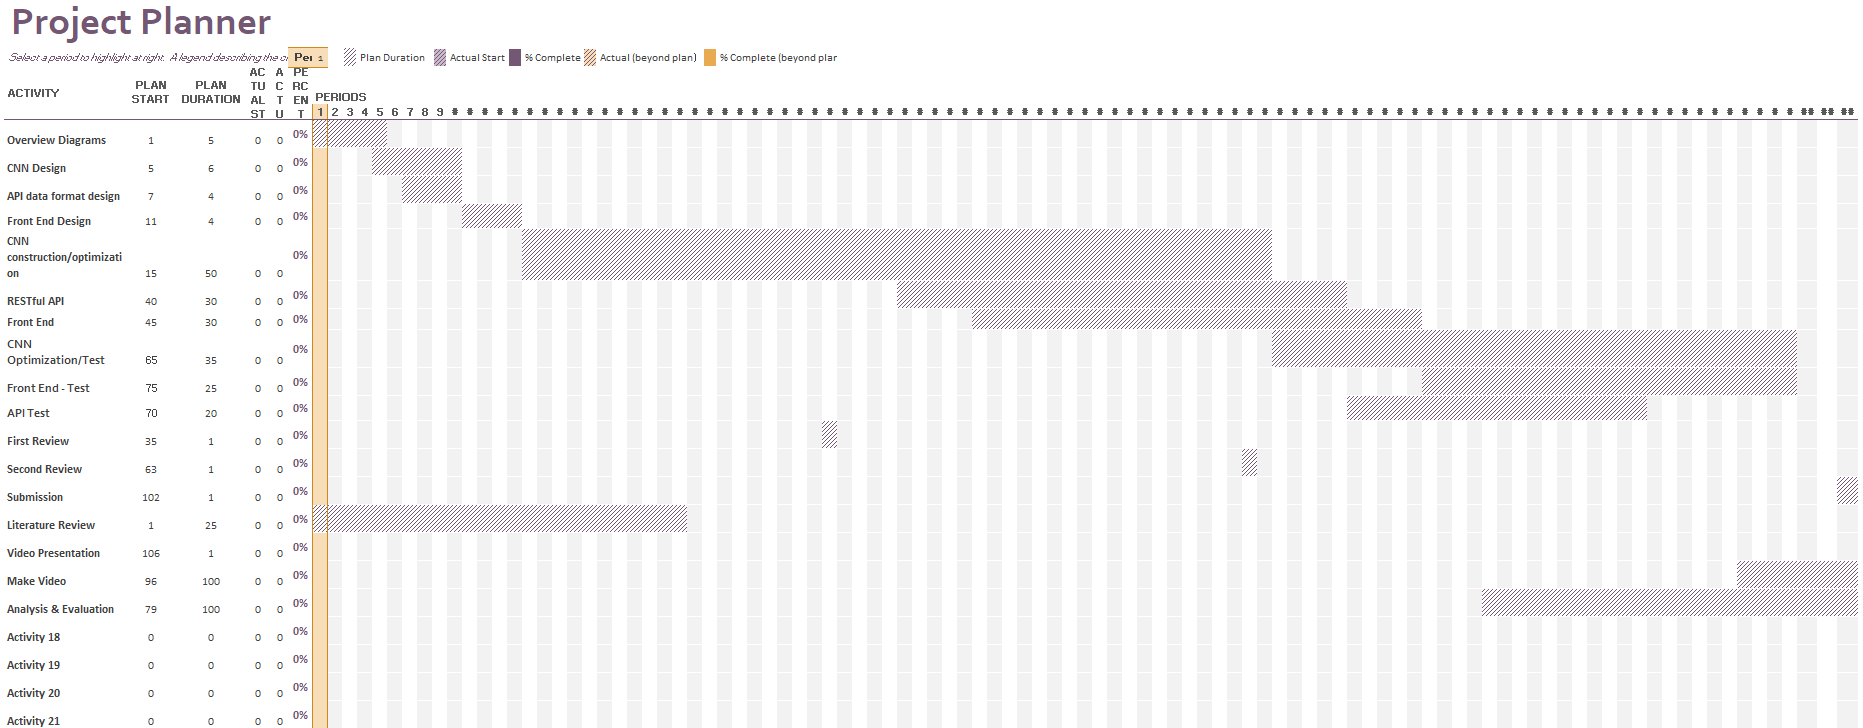 Project Planner
Select a period to highlight at right. A legend describing the c
Per 1
Plan Duration
Actual Start
% Complete
Actual (beyond plan)
% Complete (beyond plar
ACTIVITY
PLAN START
PLAN DURATION
AC TU AL ST
A C T U
PE RC EN T
PERIODS
1 2 3 4 5 6 7 8 9 # # # # # # # # # # # # # # # # # # # # # # # # # # # # # # # # # # # # # # # # # # # # # # # # # # # # # # # # # # # # # # # # # # # # # # # # # # # # # # # # # # # # # # # # # # ## ## ##
Overview Diagrams 1 5 0 0 0%
CNN Design 5 6 0 0 0%
API data format design 7 4 0 0 0%
Front End Design 11 4 0 0 0%
CNN
construction/optimizati
on 15 50 0 0 0%
RESTful API 40 30 0 0 0%
Front End 45 30 0 0 0%
CNN
Optimization/Test 65 35 0 0 0%
Front End - Test 75 25 0 0 0%
API Test 70 20 0 0 0%
First Review 35 1 0 0 0%
Second Review 63 1 0 0 0%
Submission 102 1 0 0 0%
Literature Review 1 25 0 0 0%
Video Presentation 106 1 0 0 0%
Make Video 96 100 0 0 0%
Analysis & Evaluation 79 100 0 0 0%
Activity 18 0 0 0 0 0%
Activity 19 0 0 0 0 0%
Activity 20 0 0 0 0 0%
Activity 21 0 0 0 0 0%